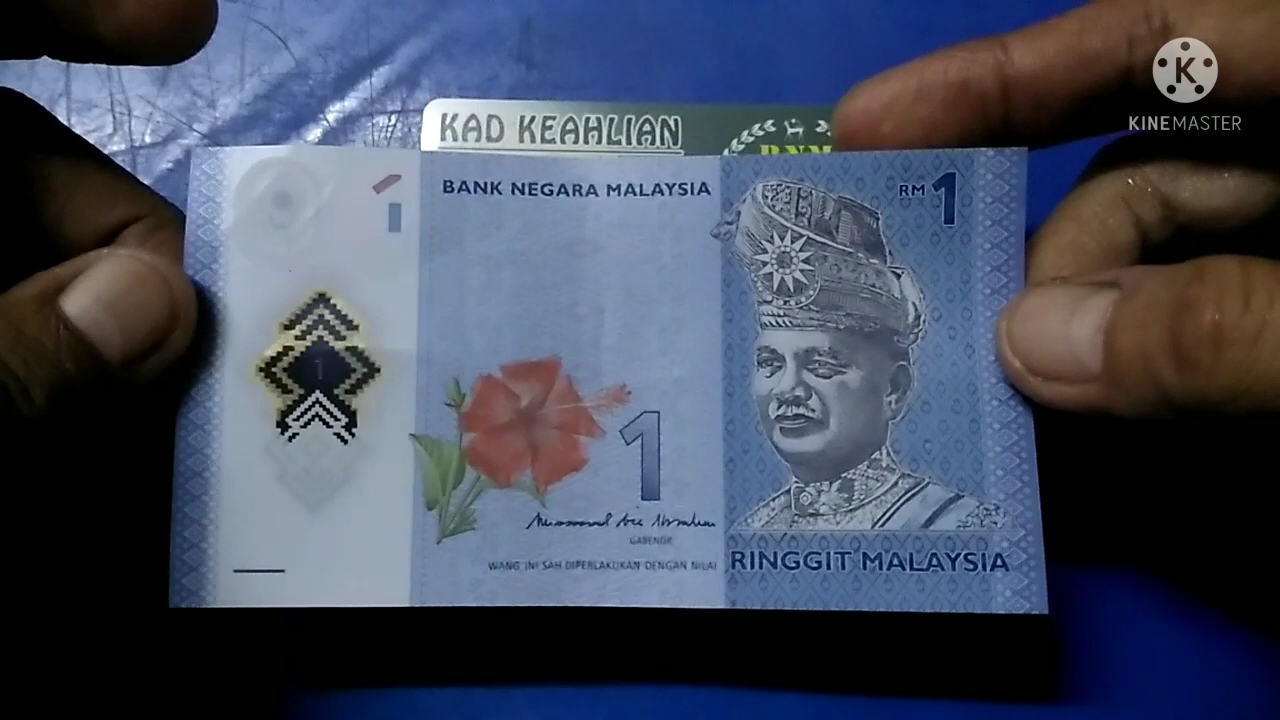 KAD KEAHLIAN
BANK NEGARA MALAYSIA
RM 1
1
1
GABENOR
WANG INI SAH DIPERLAKUKAN DENGAN NILAI
RINGGIT MALAYSIA
K
KINEMASTER